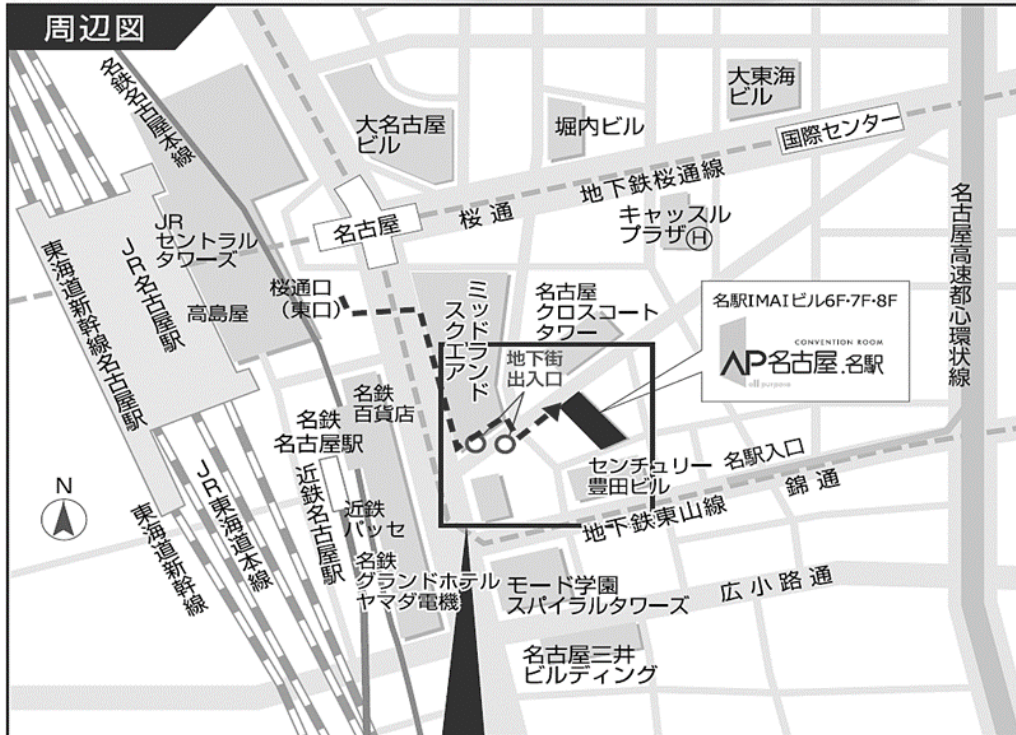 周辺図
名鉄名古屋本線
大名古屋
ビル
堀内ビル
大東海
ビル
国際センター
地下鉄桜通線
桜通
名古屋
キャッスル
プラザⒽ
JR
セントラル
タワーズ
JR名古屋駅
東海道新幹線名古屋駅
高島屋
桜通口
(東口)
ミッドランド
スクエア
名古屋
クロスコート
タワー
名駅IMAIビル6F・7F・8F
CONVENTION ROOM
AP名古屋.名駅
all purpose
名古屋高速都心環状線
地下街
出入口
名鉄
百貨店
名鉄
名古屋駅
センチュリー
豊田ビル
名駅入口
錦通
地下鉄東山線
N
JR東海道本線
東海道新幹線
近鉄名古屋駅
近鉄
パッセ
名鉄
グランドホテル
ヤマダ電機
モード学園
スパイラルタワーズ
広小路通
名古屋三井
ビルディング